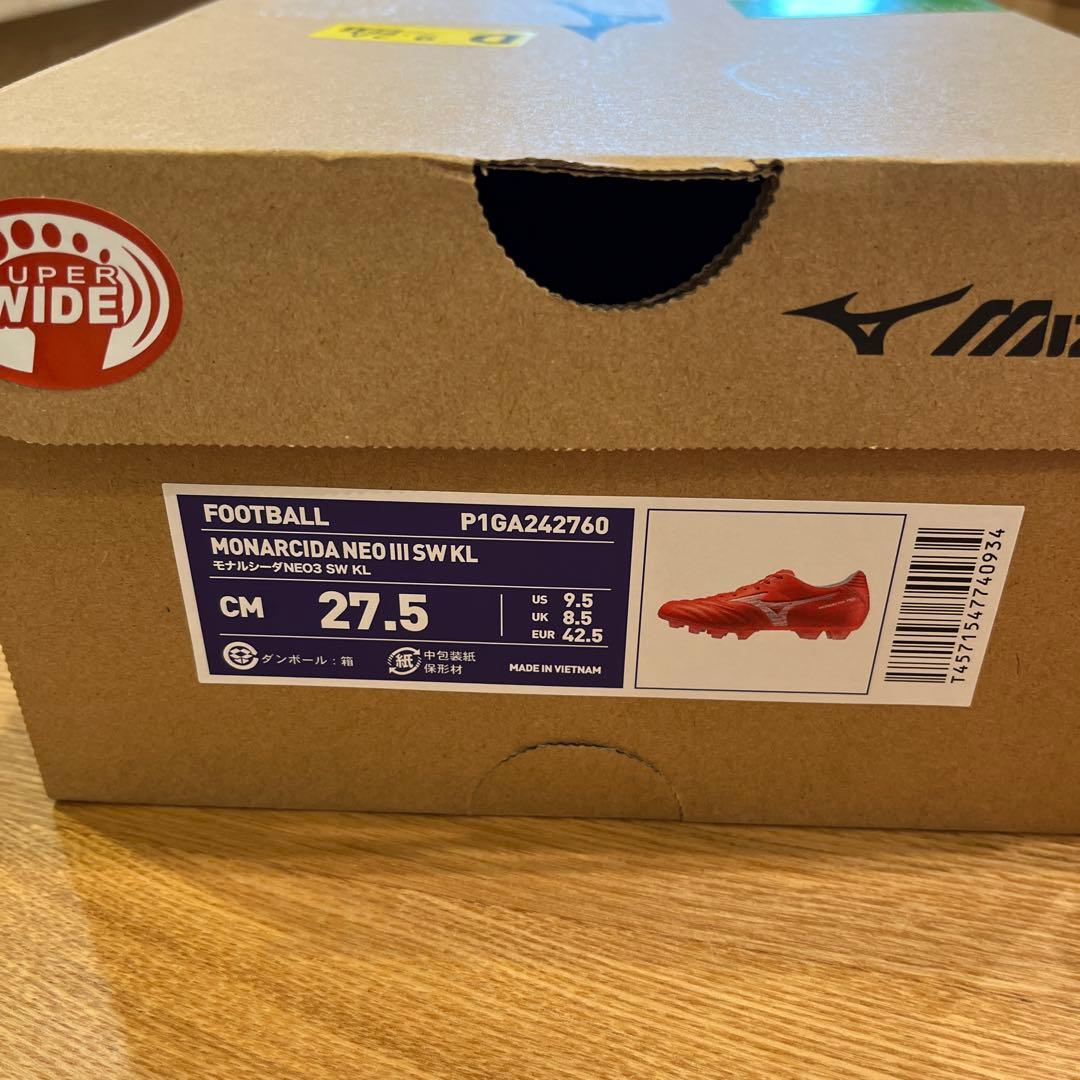 SUPER
WIDE
FOOTBALL P1GA242760
MONARCIDA NEO III SW KL
モナルシーダNEO3 SW KL
CM 27.5
US 9.5
UK 8.5
EUR 42.5
ダンボール:箱
紙 中包装紙
保形材
MADE IN VIETNAM
T4571547740934